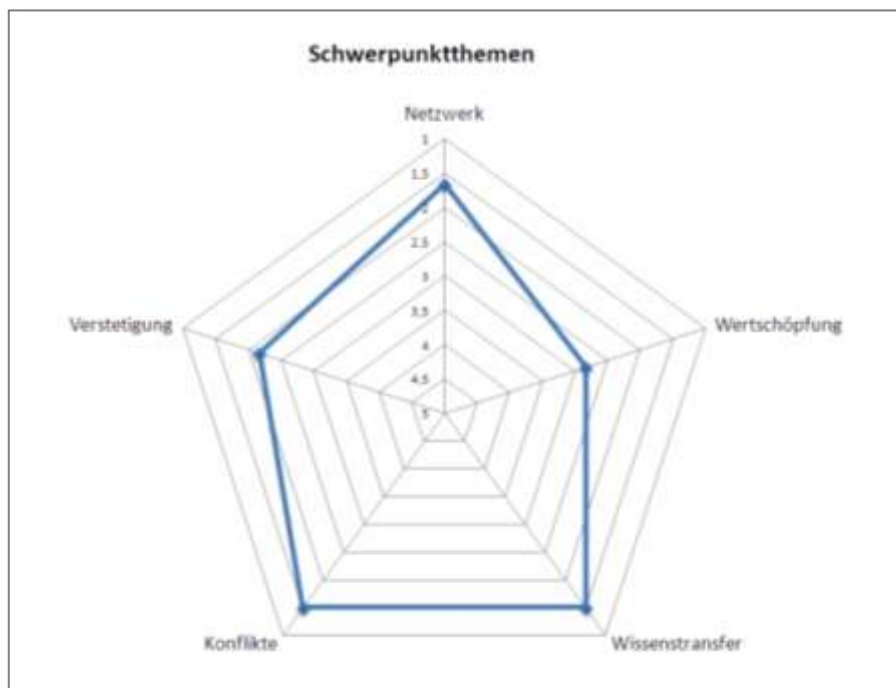 Schwerpunktthemen
Netzwerk
1
1.5
2
2.5
3
3.5
4
4.5
5
Verstetigung
Wertschöpfung
Konflikte
Wissenstransfer